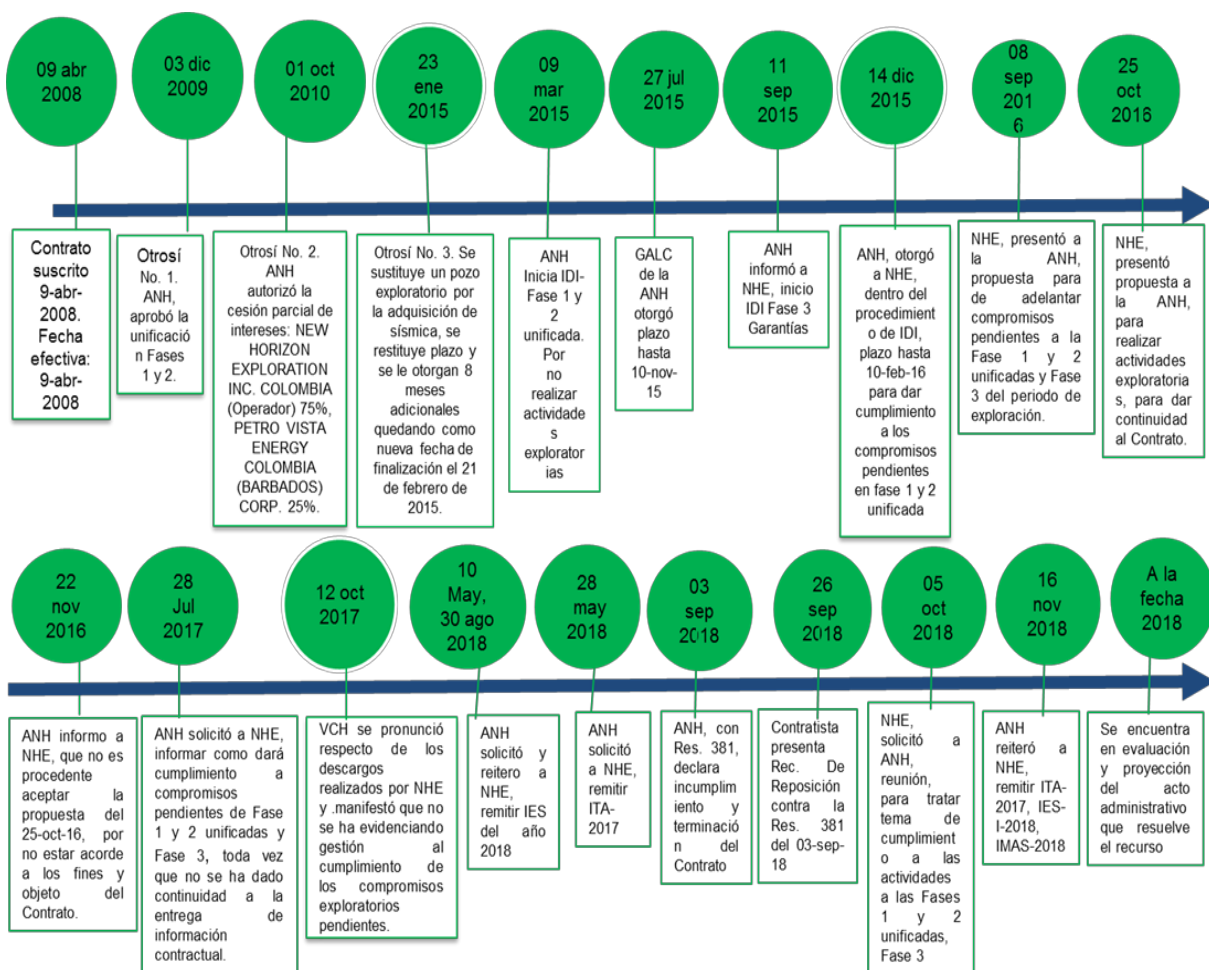 09 abr
2008
03 dic
2009
01 oct
2010
23
ene
2015
09
mar
2015
27 jul
2015
11
sep
2015
14 dic
2015
08
sep
201
6
25
oct
2016
Contrato
suscrito
9-abr-
2008.
Fecha
efectiva:
9-abr-
2008
Otrosí
No. 1.
ANH,
aprobó la
unificació
n Fases
1 y 2.
Otrosí No. 2.
ANH
autorizó la
cesión parcial de
intereses: NEW
HORIZON
EXPLORATION
INC. COLOMBIA
(Operador) 75%,
PETRO VISTA
ENERGY
COLOMBIA
(BARBADOS)
CORP. 25%.
Otrosí No. 3. Se
sustituye un pozo
exploratorio por
la adquisición de
sísmica, se
restituye plazo y
se le otorgan 8
meses
adicionales
quedando como
nueva fecha de
finalización el 21
de febrero de
2015.
ANH
Inicia IDI-
Fase 1 y
2
unificada.
Por no
realizar
actividade
s
explorator
ias
GALC
de la
ANH
otorgó
plazo hasta
10-nov-
15
ANH
informó a
NHE, inicio
IDI Fase 3
Garantías
ANH, otorgó
a NHE,
dentro del
procedimient
o de IDI,
plazo hasta
10-feb-16
para dar
cumplimiento
a los
compromisos
pendientes
en fase 1 y 2
unificada
NHE, presentó a
la ANH,
propuesta para
de adelantar
compromisos
pendientes a la
Fase 1 y 2
unificadas y Fase
3 del periodo de
exploración.
NHE,
presentó
propuesta a
la ANH,
para
realizar
actividades
exploratoria
s, para dar
continuidad
al Contrato.
22
nov
2016
28
Jul
2017
12 oct
2017
10
May,
30 ago
2018
28
may
2018
03
sep
2018
26
sep
2018
05
oct
2018
16
nov
2018
A la
fecha
2018
ANH informo a
NHE, que no es
procedente
aceptar la
propuesta del
25-oct-16, por
no estar acorde
a los fines y
objeto del
Contrato.
ANH solicitó a NHE,
informar como dará
cumplimiento a
compromisos
pendientes de Fase
1 y 2 unificadas y
Fase 3, toda vez
que no se ha dado
continuidad a la
entrega de
información
contractual.
VCH se pronunció
respecto de los
descargos
realizados por NHE
y .manifestó que no
se ha evidenciando
gestión al
cumplimiento de
los compromisos
exploratorios
pendientes.
ANH
solicitó y
reitero a
NHE,
remitir IES
del año
2018
ANH
solicitó
a NHE,
remitir ITA-
2017
ANH, con
Res. 381,
declara
incumplim
iento y
terminació
n del
Contrato
Contratista
presenta
Rec. De
Reposición
contra la
Res. 381
del 03-sep-
18
NHE,
solicitó a
ANH,
reunión,
para tratar
tema de
cumplimient
o a las
actividades
a las Fases
1 y 2
unificadas,
Fase 3
ANH
reiteró a
NHE,
remitir ITA-
2017, IES-
I-2018,
IMAS-2018
Se encuentra
en evaluación
y proyección
del acto
administrativo
que resuelve
el recurso